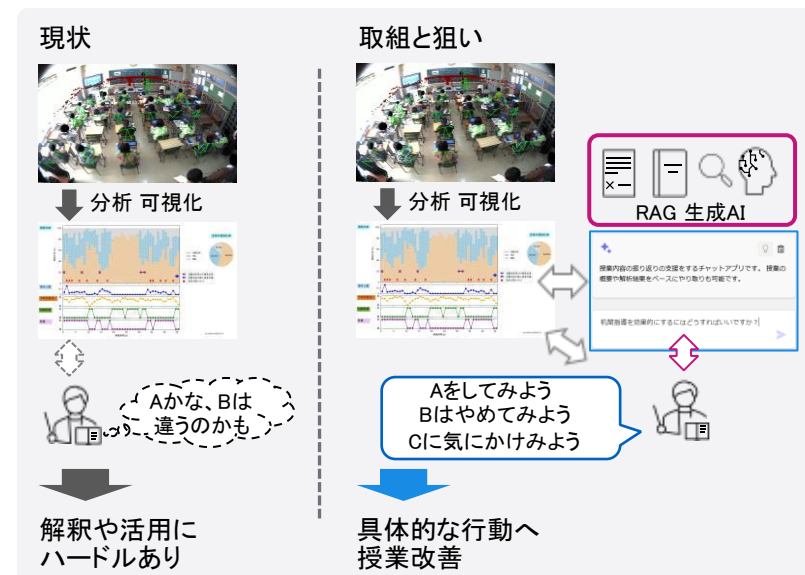 現状
分析 可視化
Aかな、Bは
違うのかも
解釈や活用に
ハードルあり
取組と狙い
分析 可視化
RAG 生成AI
授業内容の振り返りの支援をするチャットアプリです。 授業の
概要や解析結果をベースにやり取りも可能です。
机間指導を効果的にするにはどうすればいいですか?
Aをしてみよう
Bはやめてみよう
Cに気にかけみよう
具体的な行動へ
授業改善